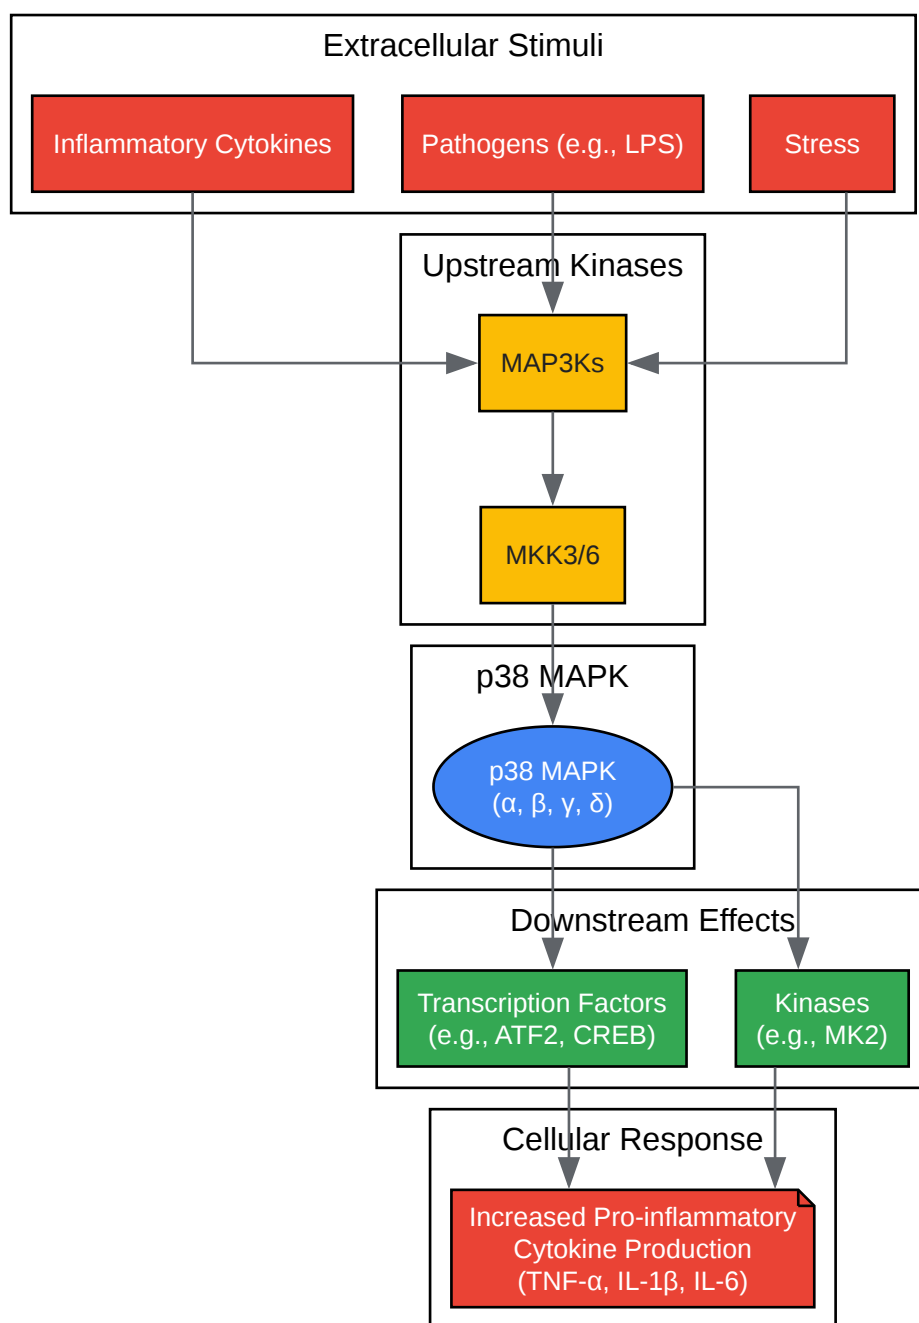 Extracellular Stimuli
Inflammatory Cytokines
Pathogens (e.g., LPS)
Stress
Upstream Kinases
MAP3Ks
MKK3/6
p38 MAPK
p38 MAPK
(α, β, γ, δ)
Downstream Effects
Transcription Factors
(e.g., ATF2, CREB)
Kinases
(e.g., MK2)
Cellular Response
Increased Pro-inflammatory
Cytokine Production
(TNF-α, IL-1β, IL-6)